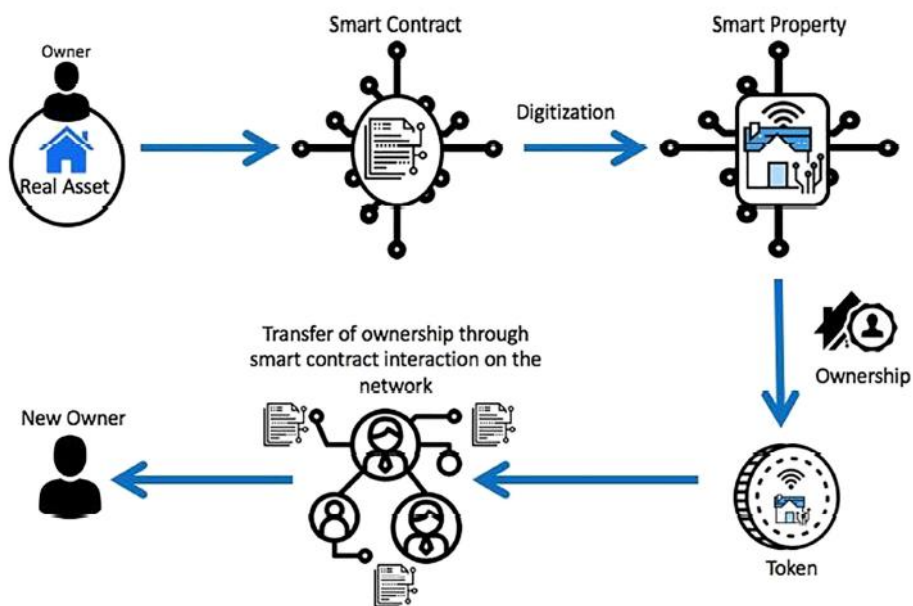 Smart Contract
Smart Property
Owner
Real Asset
Digitization
Transfer of ownership through
smart contract interaction on the
network
Ownership
New Owner
Token